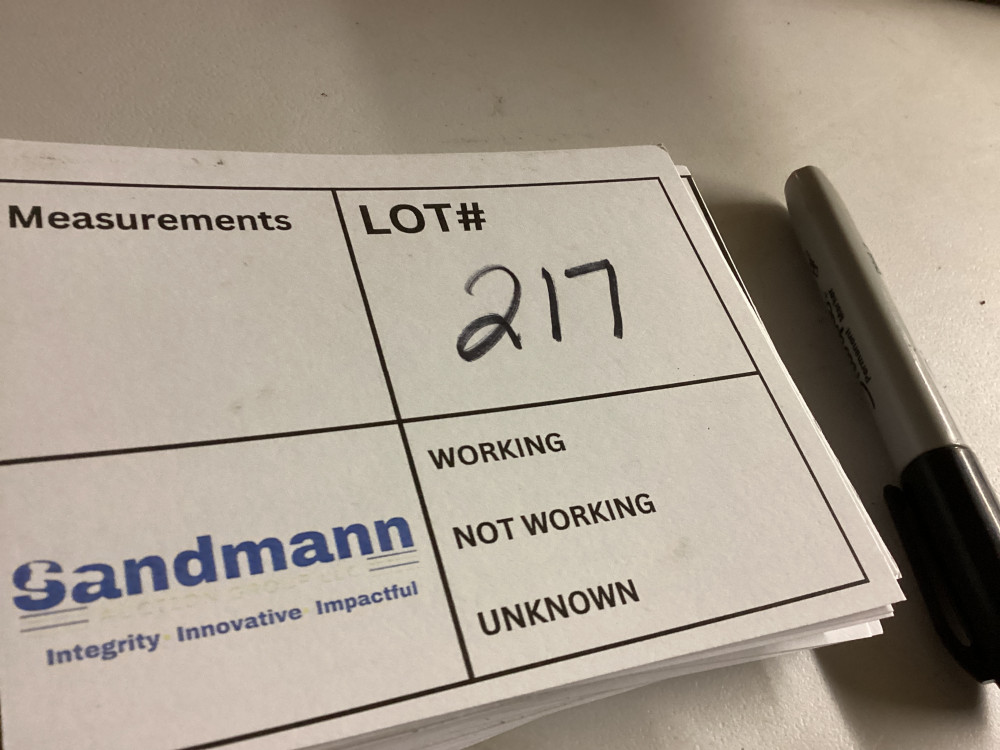 Measurements
LOT#
217
WORKING
NOT WORKING
UNKNOWN
Sandmann
Integrity Innovative Impactful